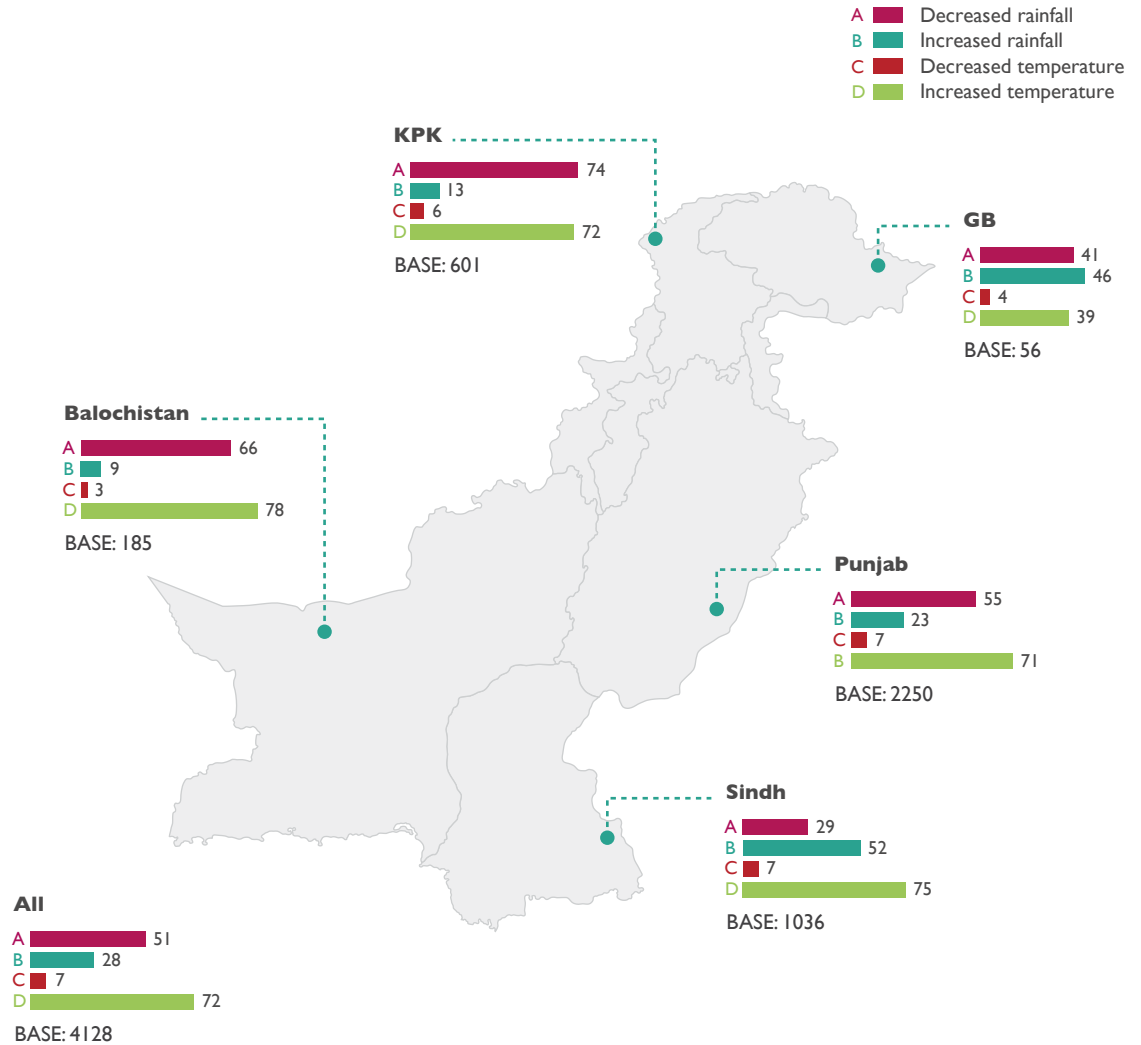 A Decreased rainfall
B Increased rainfall
C Decreased temperature
D Increased temperature
KPK
A 74
B 13
C 6
D 72
BASE: 601
GB
A 41
B 46
C 4
D 39
BASE: 56
Balochistan
A 66
B 9
C 3
D 78
BASE: 185
Punjab
A 55
B 23
C 7
B 71
BASE: 2250
Sindh
A 29
B 52
C 7
D 75
BASE: 1036
All
A 51
B 28
C 7
D 72
BASE: 4128